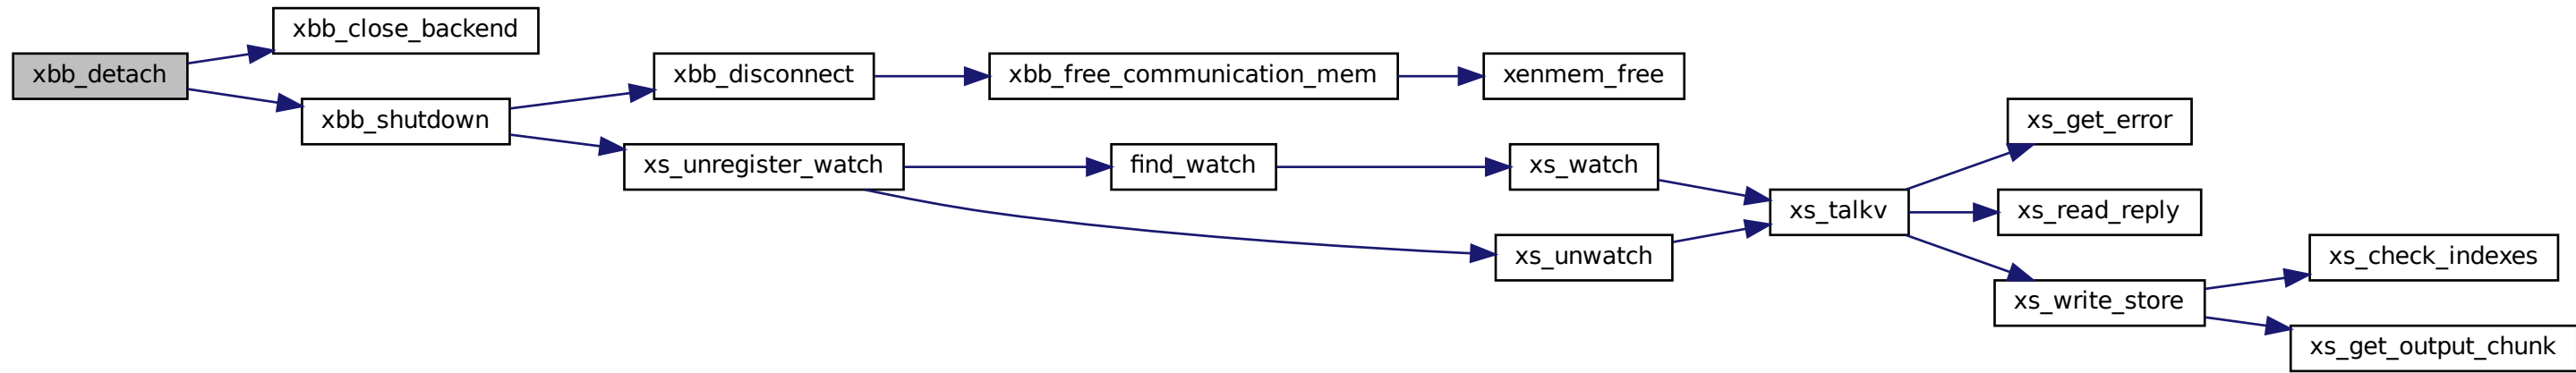 xbb_detach
xbb_close_backend
xbb_shutdown
xbb_disconnect
xbb_free_communication_mem
xenmem_free
xs_unregister_watch
find_watch
xs_watch
xs_unwatch
xs_talkv
xs_get_error
xs_read_reply
xs_write_store
xs_check_indexes
xs_get_output_chunk